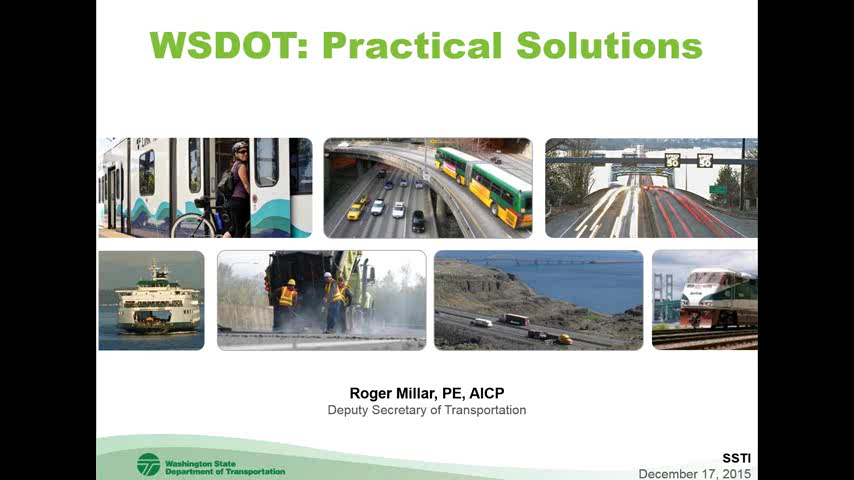 WSDOT: Practical Solutions
Roger Millar, PE, AICP
Deputy Secretary of Transportation
Washington State
Department of Transportation
SSTI
December 17, 2015